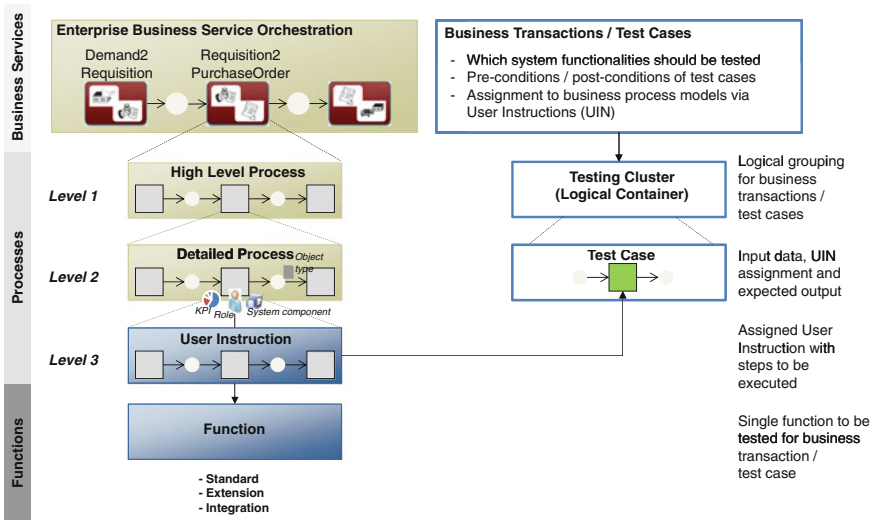 Business Services
Enterprise Business Service Orchestration
Demand2
Requisition
Requisition2
PurchaseOrder
Business Transactions / Test Cases
- Which system functionalities should be tested
- Pre-conditions / post-conditions of test cases
- Assignment to business process models via
User Instructions (UIN)
Processes
Level 1
High Level Process
Testing Cluster
(Logical Container)
Logical grouping
for business
transactions /
test cases
Level 2
Detailed Process
Object
type
KPI
Role
System component
Test Case
Input data, UIN
assignment and
expected output
Level 3
User Instruction
Assigned User
Instruction with
steps to be
executed
Functions
Function
Single function to be
tested for business
transaction /
test case
- Standard
- Extension
- Integration